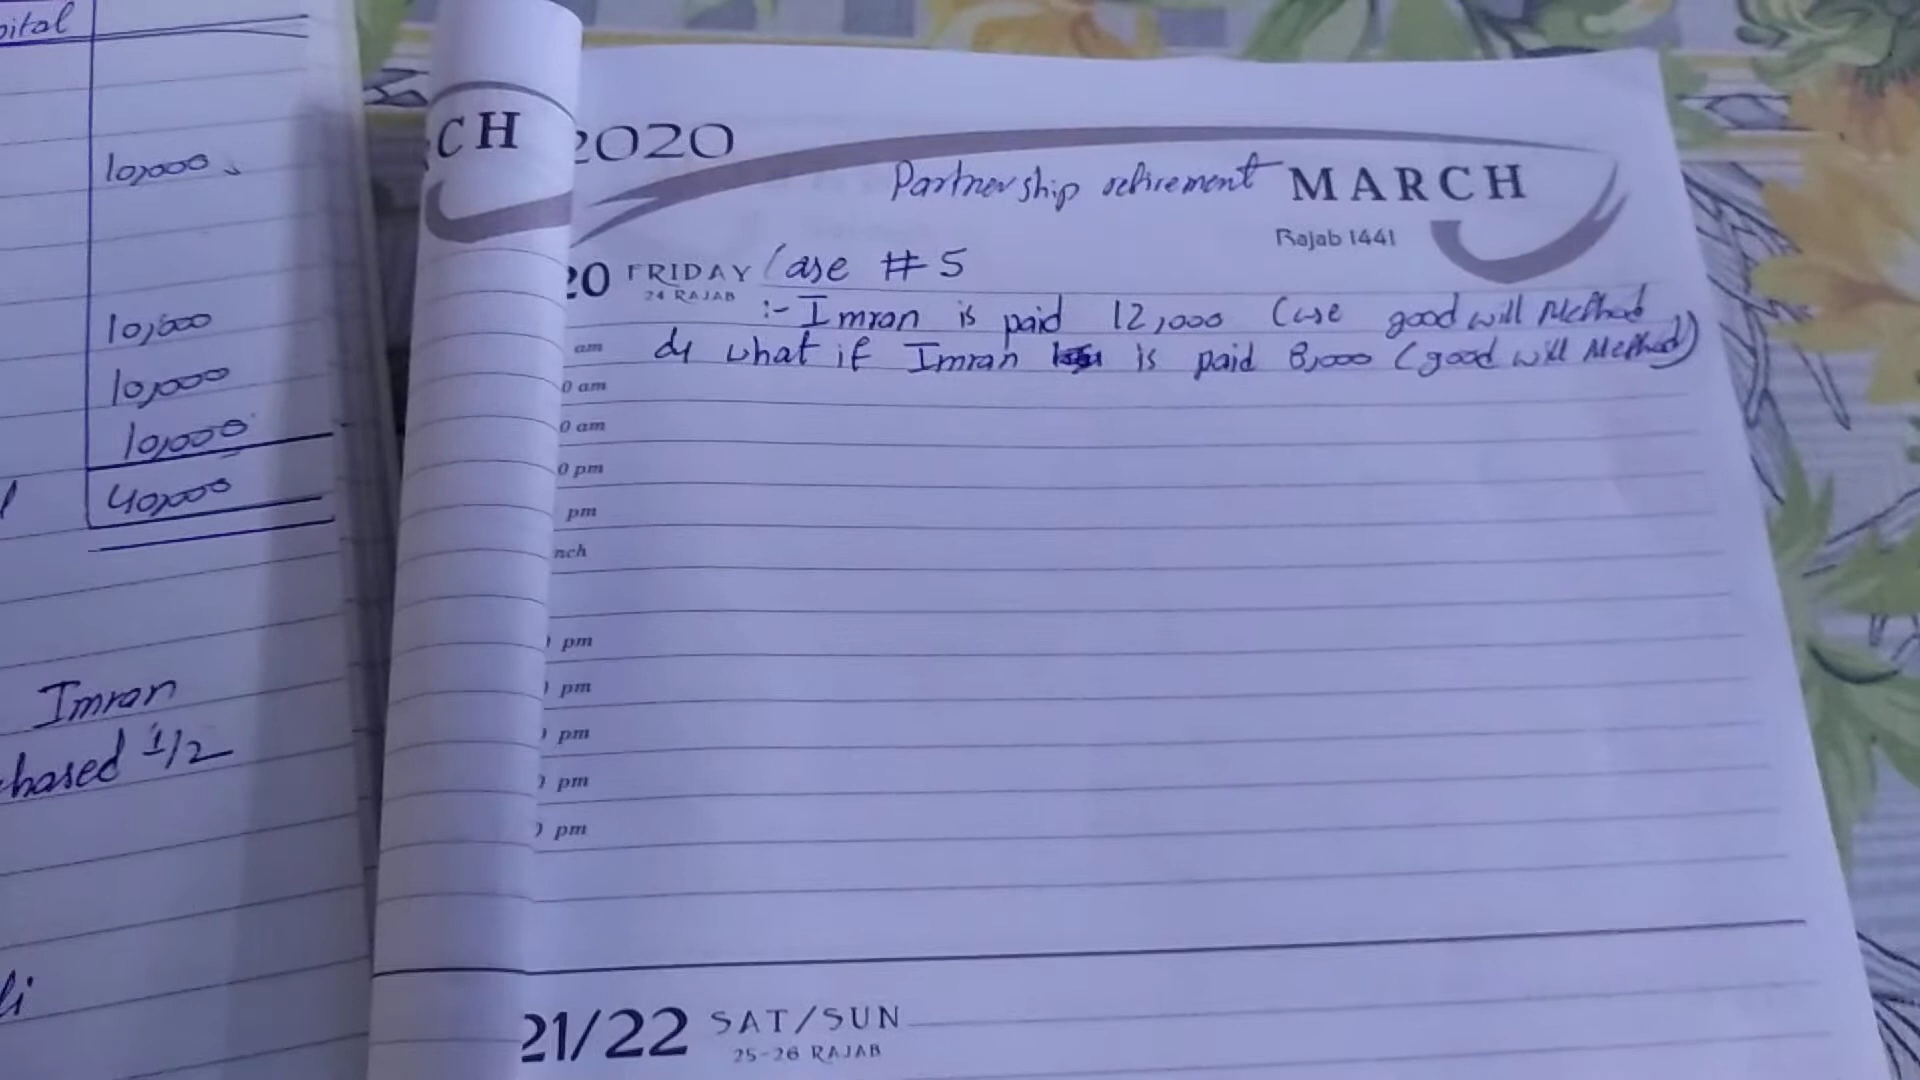 pital
10,000
10,000
10,000
10,000
40,000
Imran
based 1/2
li
CH
2020
Partnership retirement MARCH
Rajab 1441
20 FRIDAY Case #5
24 RAJAB
:- Imran is paid 12,000 (use good will Method
am
what if Imran is paid 8,000 (good will Method)
0 am
0 am
0 pm
pm
nch
pm
pm
pm
pm
pm
21/22 SAT/SUN
25-26 RAJAB